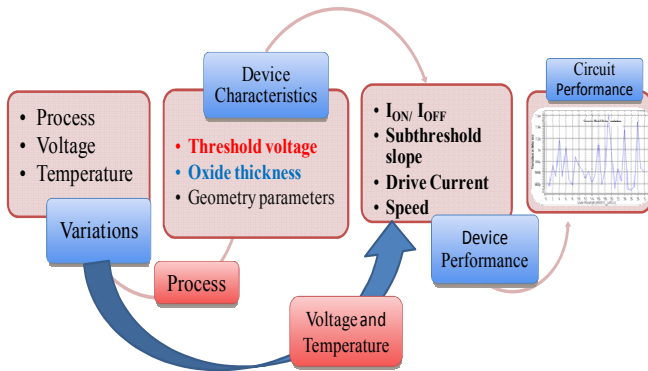 • Process
• Voltage
• Temperature
Variations
Process
Device
Characteristics
• Threshold voltage
• Oxide thickness
• Geometry parameters
Voltage and
Temperature
• ION/ IOFF
• Subthreshold
slope
• Drive Current
• Speed
Device
Performance
Circuit
Performance